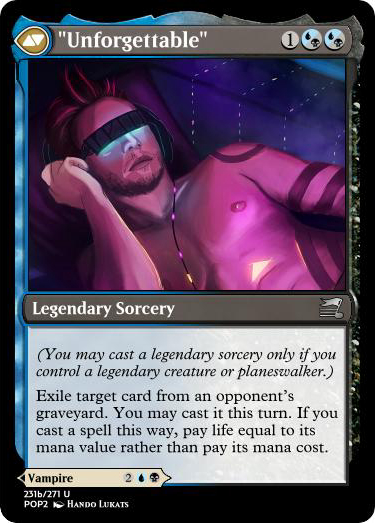 "Unforgettable" 1
Legendary Sorcery
(You may cast a legendary sorcery only if you
control a legendary creature or planeswalker.)
Exile target card from an opponent's
graveyard. You may cast it this turn. If you
cast a spell this way, pay life equal to its
mana value rather than pay its mana cost.
Vampire 2
231b/271 U
POP2 Hando Lukats